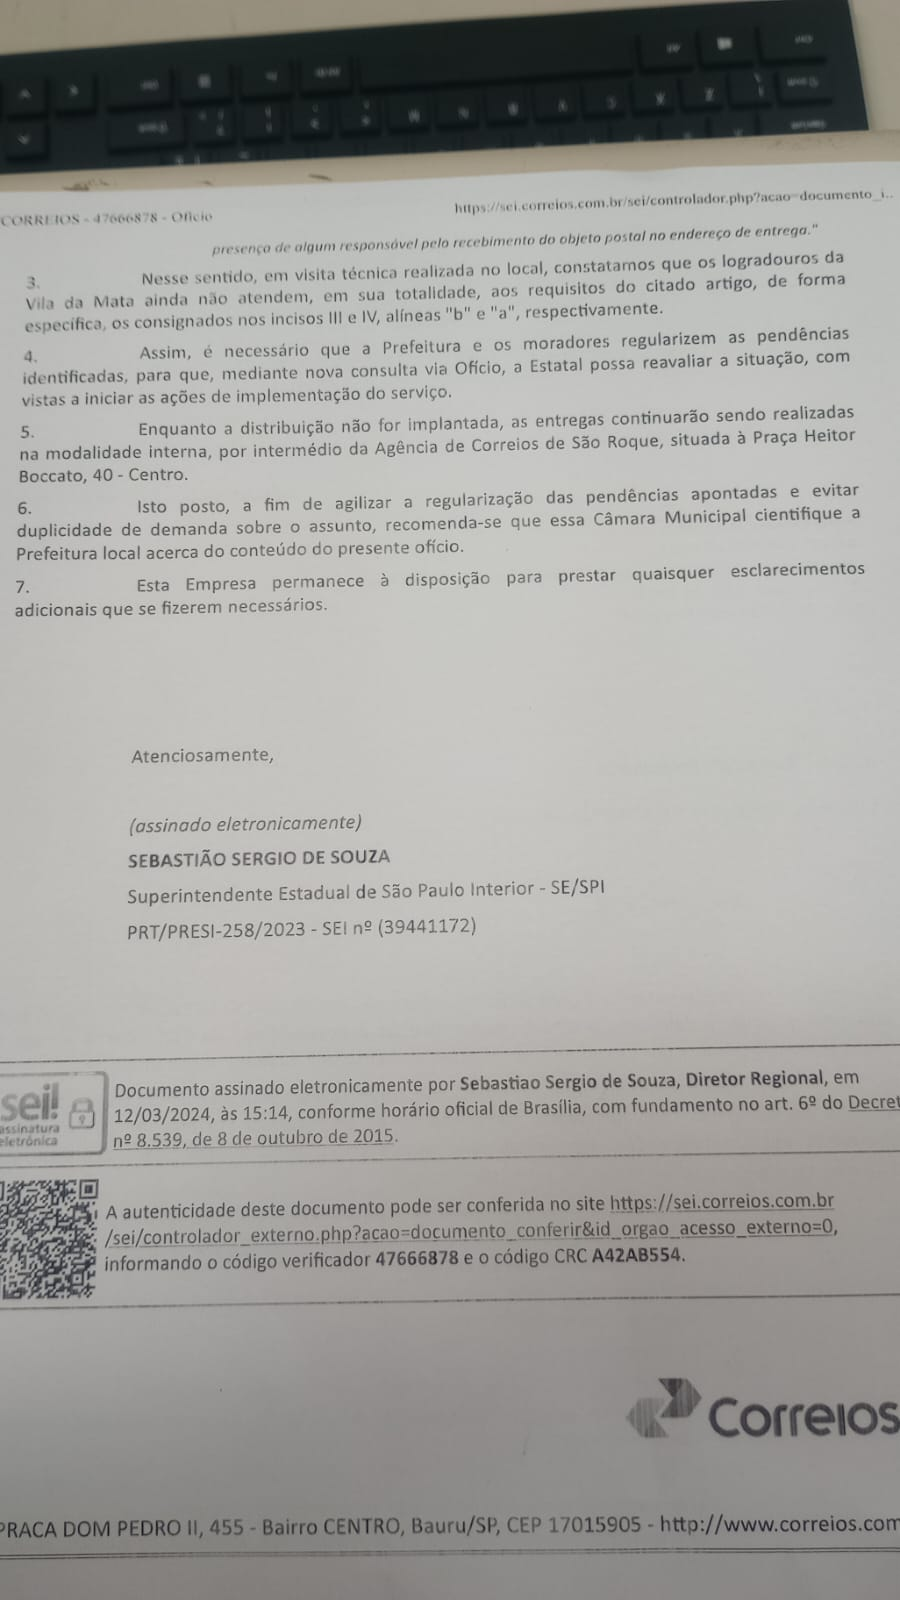 CORREIOS - 47666878 - Ofício
https://sei.correios.com.br/sei/controlador.php?acao=documento_i...
presença de algum responsável pelo recebimento do objeto postal no endereço de entrega."
3. Nesse sentido, em visita técnica realizada no local, constatamos que os logradouros da
Vila da Mata ainda não atendem, em sua totalidade, aos requisitos do citado artigo, de forma
específica, os consignados nos incisos III e IV, alíneas "b" e "a", respectivamente.
4. Assim, é necessário que a Prefeitura e os moradores regularizem as pendências
identificadas, para que, mediante nova consulta via Ofício, a Estatal possa reavaliar a situação, com
vistas a iniciar as ações de implementação do serviço.
5. Enquanto a distribuição não for implantada, as entregas continuarão sendo realizadas
na modalidade interna, por intermédio da Agência de Correios de São Roque, situada à Praça Heitor
Boccato, 40 - Centro.
6. Isto posto, a fim de agilizar a regularização das pendências apontadas e evitar
duplicidade de demanda sobre o assunto, recomenda-se que essa Câmara Municipal cientifique a
Prefeitura local acerca do conteúdo do presente ofício.
7. Esta Empresa permanece à disposição para prestar quaisquer esclarecimentos
adicionais que se fizerem necessários.
Atenciosamente,
(assinado eletronicamente)
SEBASTIÃO SERGIO DE SOUZA
Superintendente Estadual de São Paulo Interior - SE/SPI
PRT/PRESI-258/2023 - SEI nº (39441172)
sei!
assinatura
eletrônica
Documento assinado eletronicamente por Sebastiao Sergio de Souza, Diretor Regional, em
12/03/2024, às 15:14, conforme horário oficial de Brasília, com fundamento no art. 6º do Decret
nº 8.539, de 8 de outubro de 2015.
A autenticidade deste documento pode ser conferida no site https://sei.correios.com.br
/sei/controlador_externo.php?acao=documento_conferir&id_orgao_acesso_externo=0,
informando o código verificador 47666878 e o código CRC A42AB554.
Correios
PRACA DOM PEDRO II, 455 - Bairro CENTRO, Bauru/SP, CEP 17015905 - http://www.correios.com